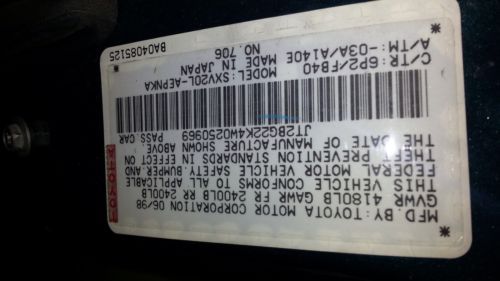 MFD. BY: TOYOTA MOTOR CORPORATION 06/98
GVWR 4180LB GAWR FR 2400LB RR 2400LB
THIS VEHICLE CONFORMS TO ALL APPLICABLE
FEDERAL MOTOR VEHICLE SAFETY, BUMPER, AND
THEFT PREVENTION STANDARDS IN EFFECT ON
THE DATE OF MANUFACTURE SHOWN ABOVE.
JT2BG22K4W0250969 PASS. CAR
MODEL: SXV20L-AEPNKA
C/TR: 6P2/FB40 MADE IN JAPAN
A/TM: -03A/A140E NO. 706
BA04085125